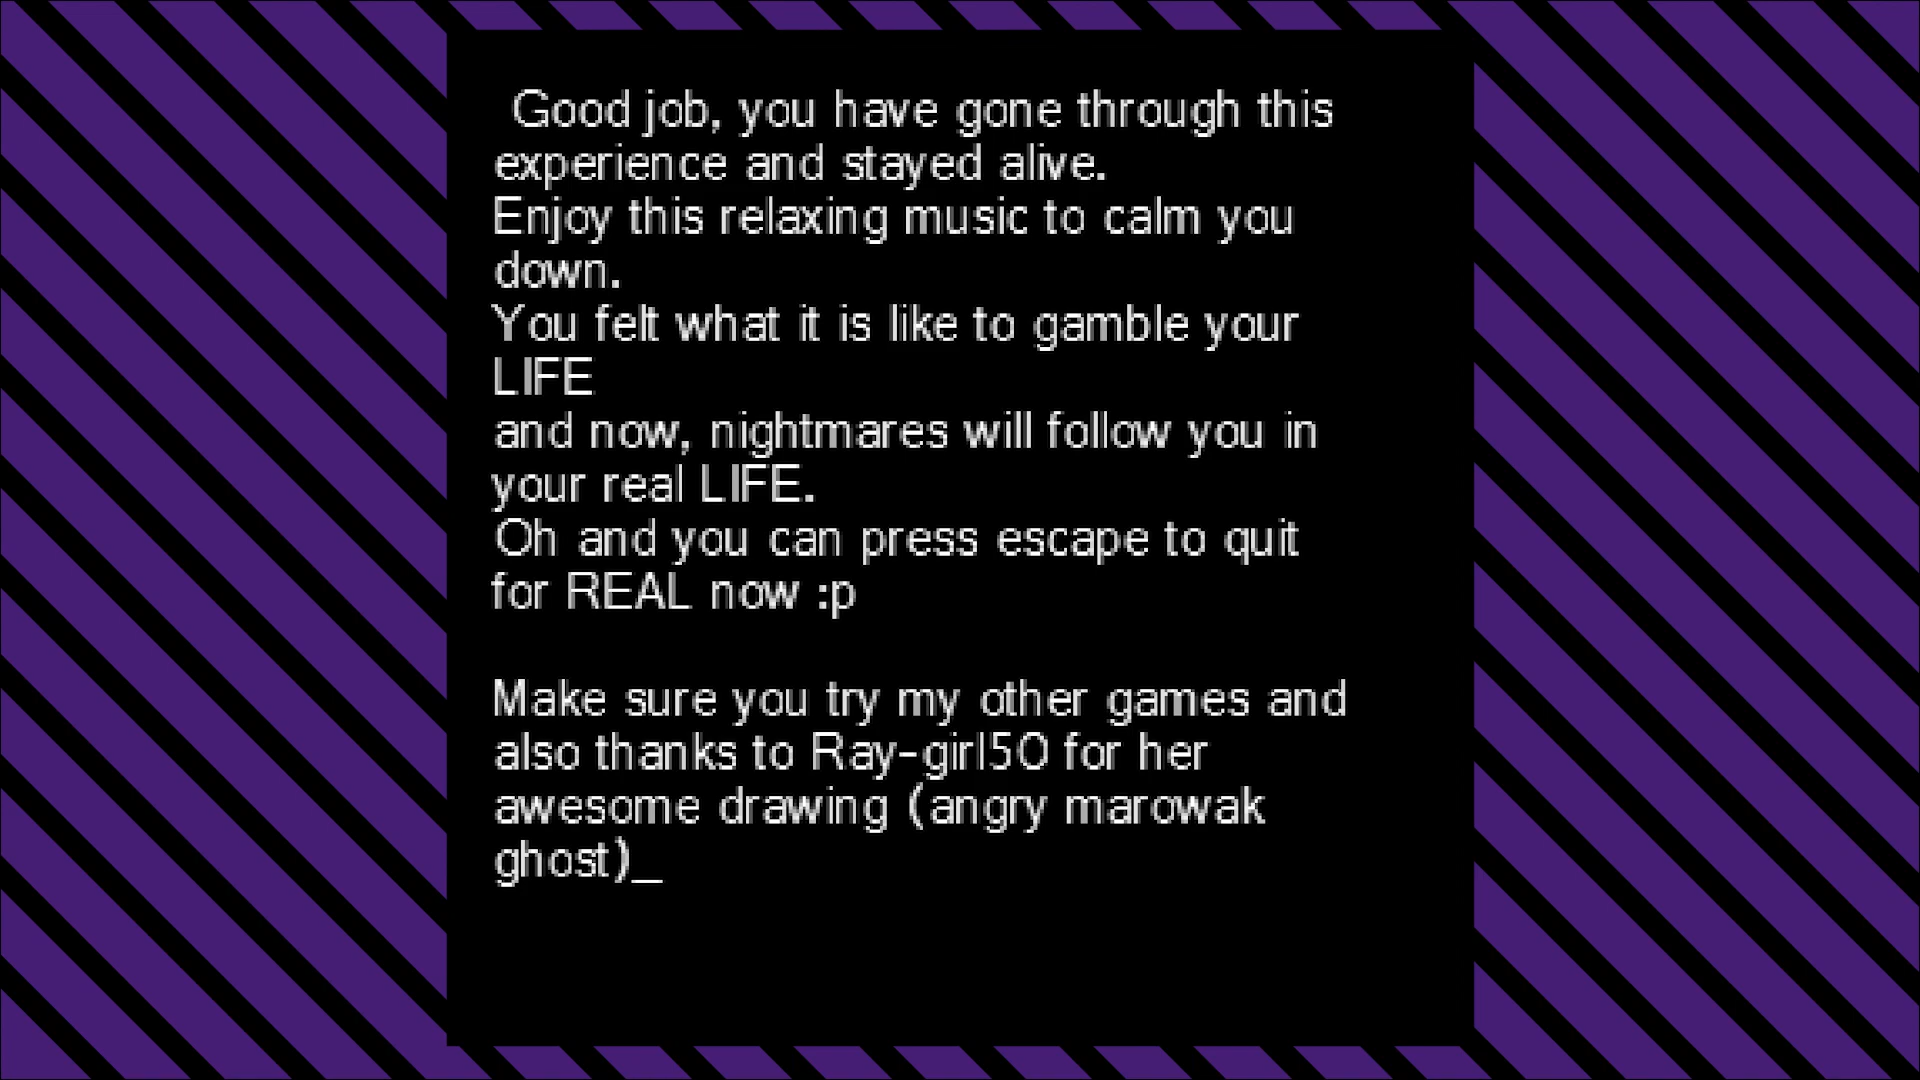 Good job, you have gone through this
experience and stayed alive.
Enjoy this relaxing music to calm you
down.
You felt what it is like to gamble your
LIFE
and now, nightmares will follow you in
your real LIFE.
Oh and you can press escape to quit
for REAL now :p
Make sure you try my other games and
also thanks to Ray-girl50 for her
awesome drawing (angry marowak
ghost)_